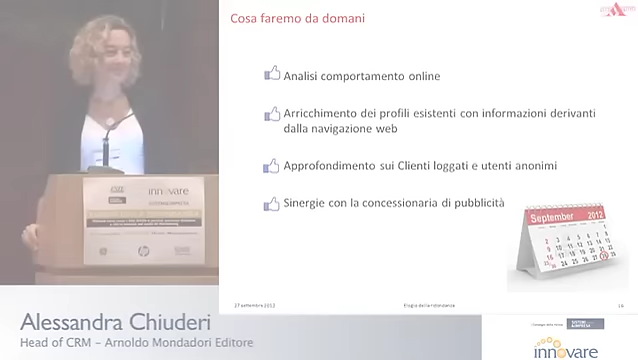 Cosa faremo da domani
Analisi comportamento online
Arricchimento dei profili esistenti con informazioni derivanti
dalla navigazione web
Approfondimento sui Clienti loggati e utenti anonimi
Sinergie con la concessionaria di pubblicità
September 2012
27 settembre 2012
Elogio della ridondanza
innovare
hp
Alessandra Chiuderi
Head of CRM – Arnoldo Mondadori Editore
innovare